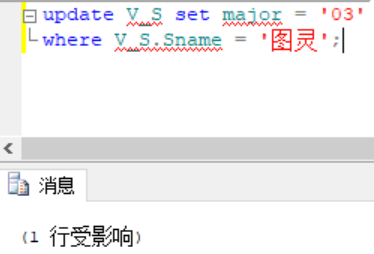 update V_S set major = '03'
where V_S.Sname = '图灵';
消息
(1 行受影响)